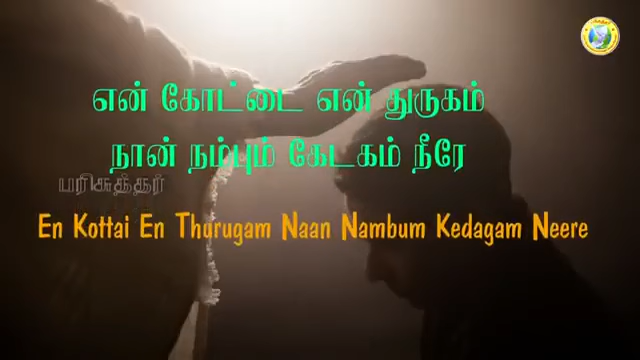 என் கோட்டை என் துருகம்
நான் நம்பும் கேடகம் நீரே
பரிசுத்தர்
En Kottai En Thurugam Naan Nambum Kedagam Neere